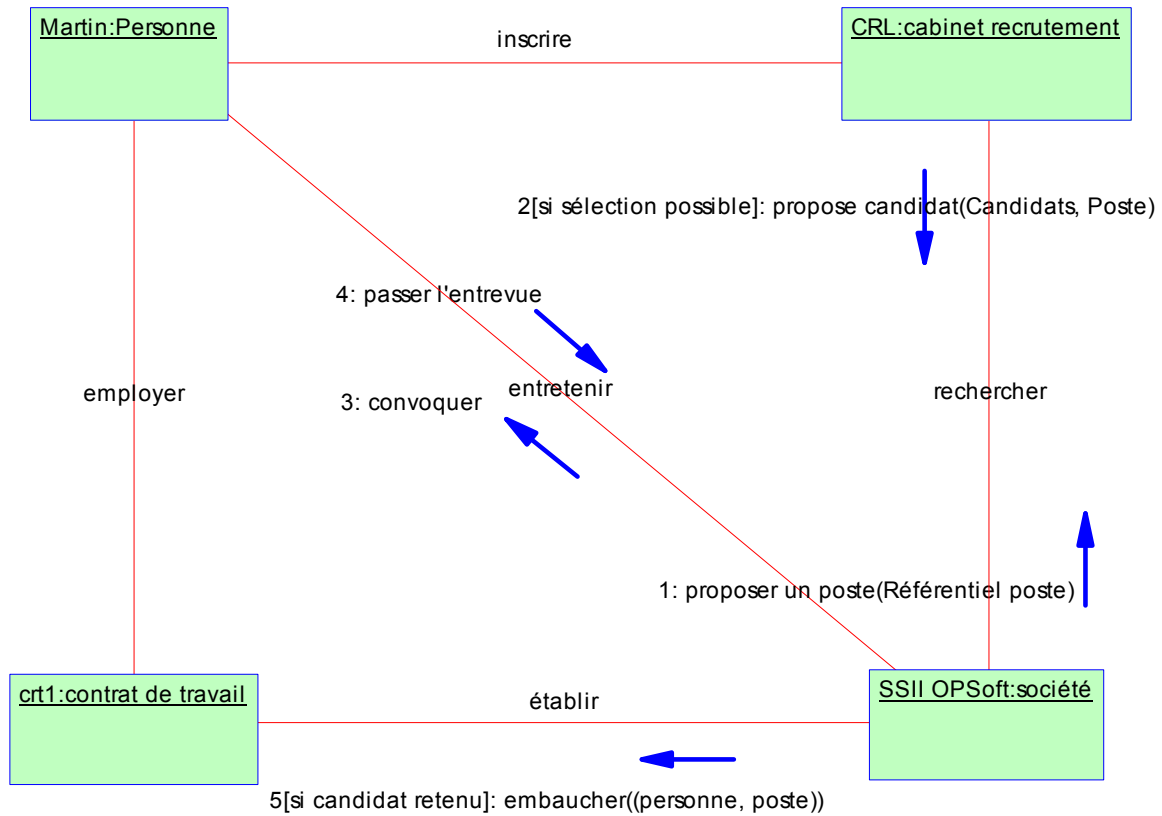 Martin:Personne
CRL:cabinet recrutement
inscrire
2[si sélection possible]: propose candidat(Candidats, Poste)
4: passer l'entrevue
entretenir
employer
3: convoquer
rechercher
1: proposer un poste(Référentiel poste)
crt1:contrat de travail
SSII OPSoft:société
établir
5[si candidat retenu]: embaucher((personne, poste))